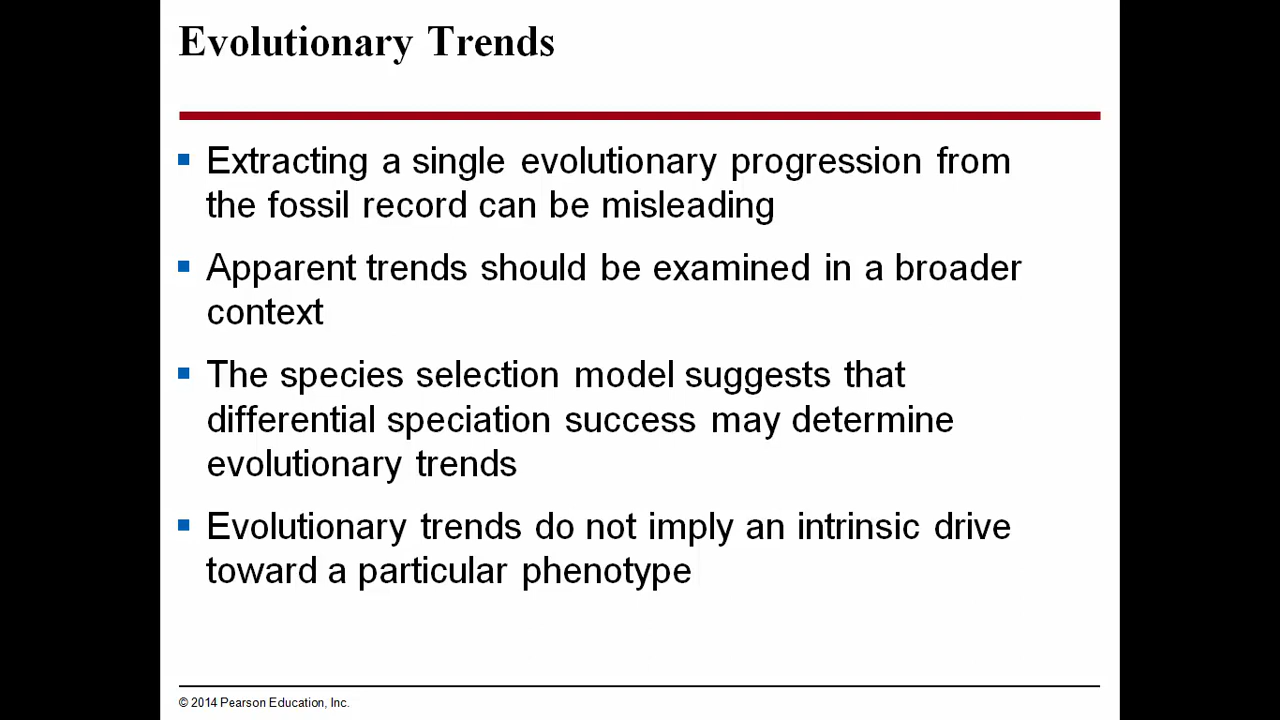 Evolutionary Trends
Extracting a single evolutionary progression from
the fossil record can be misleading
Apparent trends should be examined in a broader
context
The species selection model suggests that
differential speciation success may determine
evolutionary trends
Evolutionary trends do not imply an intrinsic drive
toward a particular phenotype
© 2014 Pearson Education, Inc.